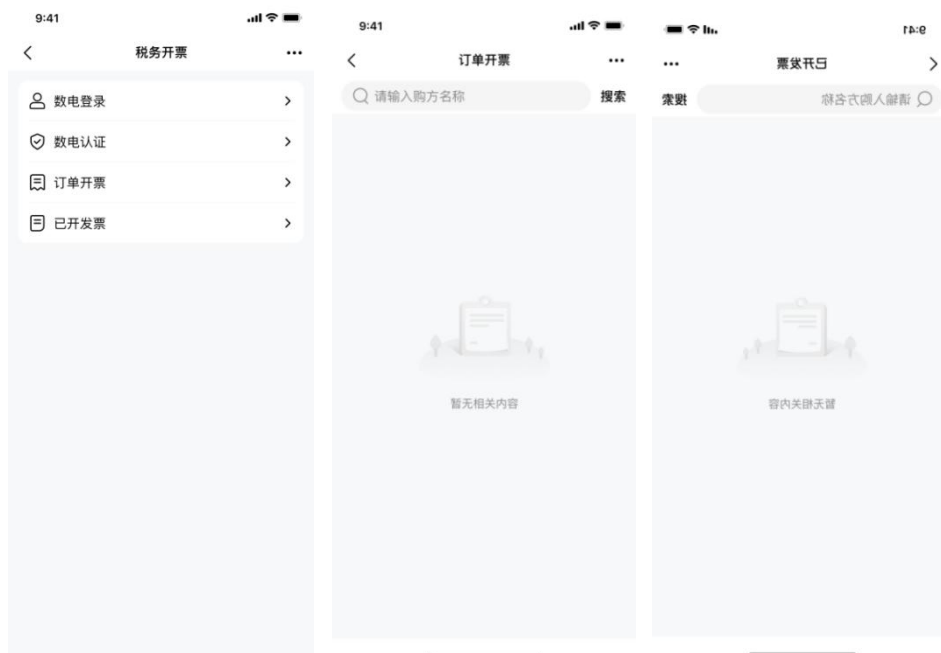 9:41
税务开票
数电登录
数电认证
订单开票
已开发票
9:41
订单开票
请输入购方名称
搜索
暂无相关内容
9:41
已开发票
请输入购方名称
搜索
暂无相关内容